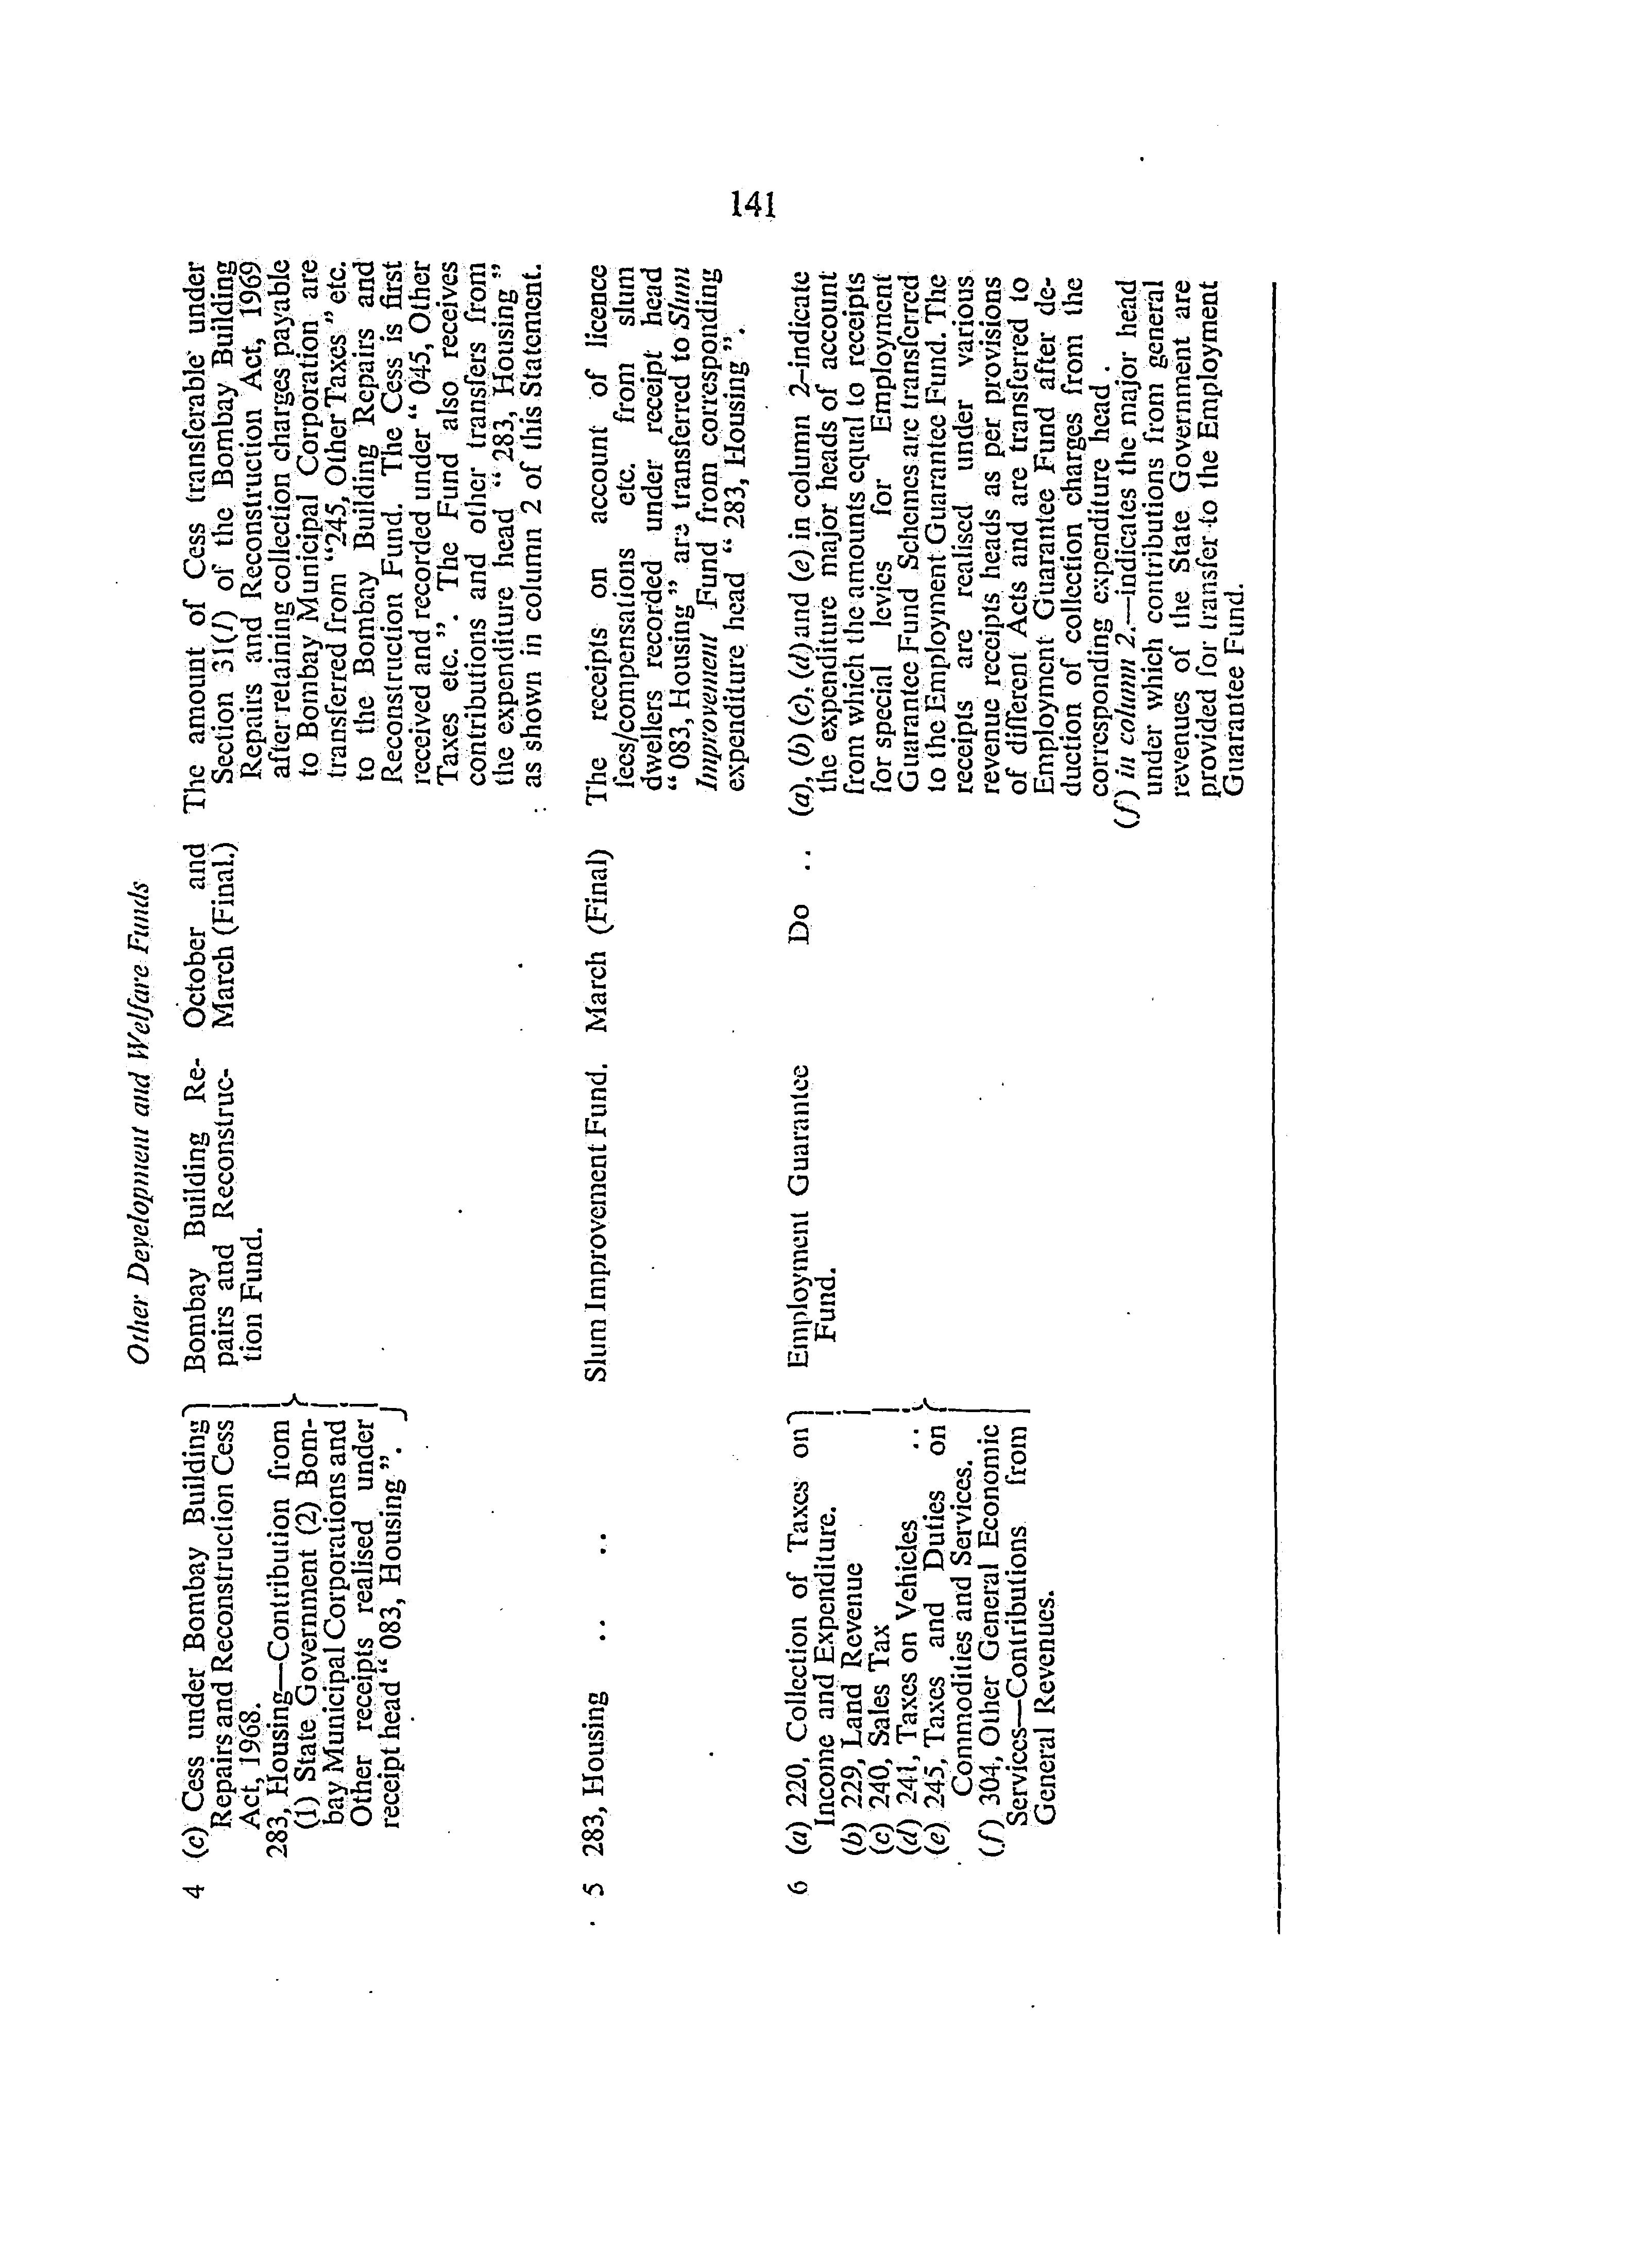 141
Other Development and Welfare Funds
4 (c) Cess under Bombay Building
Repairs and Reconstruction Cess
Act, 1968.
283, Housing—Contribution from
(1) State Government (2) Bom-
bay Municipal Corporations and
Other receipts realised under
receipt head “ 083, Housing ”.
Bombay Building Re-
pairs and Reconstruc-
tion Fund.
October and
March (Final.)
The amount of Cess transferable under
Section 31(l) of the Bombay Building
Repairs and Reconstruction Act, 1969
after retaining collection charges payable
to Bombay Municipal Corporation are
transferred from “245, Other Taxes ” etc.
to the Bombay Building Repairs and
Reconstruction Fund. The Cess is first
received and recorded under “ 045, Other
Taxes etc. ”. The Fund also receives
contributions and other transfers from
the expenditure head “ 283, Housing ”
as shown in column 2 of this Statement.
5 283, Housing .. ..
Slum Improvement Fund.
March (Final)
The receipts on account of licence
fees/compensations etc. from slum
dwellers recorded under receipt head
“ 083, Housing ” are transferred to Slum
Improvement Fund from corresponding
expenditure head “ 283, Housing ”.
6 (a) 220, Collection of Taxes on
Income and Expenditure.
(b) 229, Land Revenue
(c) 240, Sales Tax
(d) 241, Taxes on Vehicles ..
(e) 245, Taxes and Duties on
Commodities and Services.
(f) 304, Other General Economic
Services—Contributions from
General Revenues.
Employment Guarantee
Fund.
Do ..
(a), (b) (c), (d) and (e) in column 2–indicate
the expenditure major heads of account
from which the amounts equal to receipts
for special levies for Employment
Guarantee Fund Schemes are transferred
to the Employment Guarantee Fund. The
receipts are realised under various
revenue receipts heads as per provisions
of different Acts and are transferred to
Employment Guarantee Fund after de-
duction of collection charges from the
corresponding expenditure head .
(f) in column 2.—indicates the major head
under which contributions from general
revenues of the State Government are
provided for transfer to the Employment
Guarantee Fund.